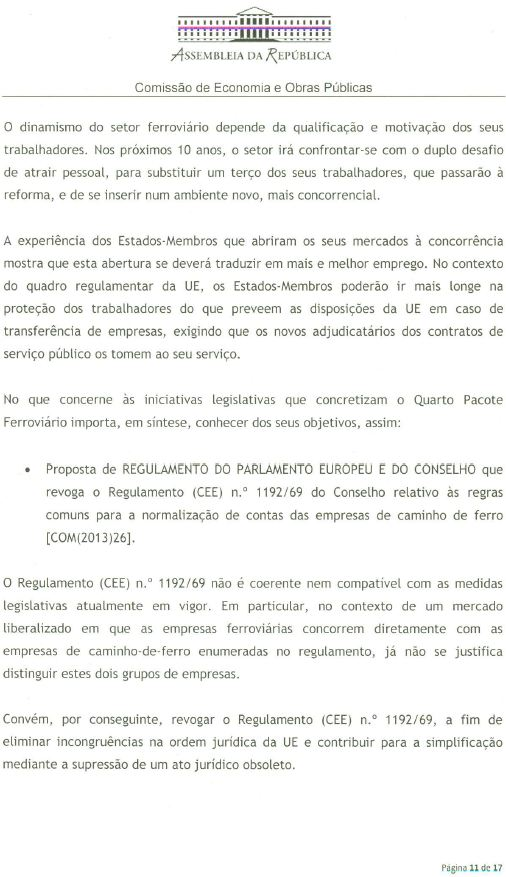 ASSEMBLEIA DA REPÚBLICA
Comissão de Economia e Obras Públicas
O dinamismo do setor ferroviário depende da qualificação e motivação dos seus
trabalhadores. Nos próximos 10 anos, o setor irá confrontar-se com o duplo desafio
de atrair pessoal, para substituir um terço dos seus trabalhadores, que passarão à
reforma, e de se inserir num ambiente novo, mais concorrencial.
A experiência dos Estados-Membros que abriram os seus mercados à concorrência
mostra que esta abertura se deverá traduzir em mais e melhor emprego. No contexto
do quadro regulamentar da UE, os Estados-Membros poderão ir mais longe na
proteção dos trabalhadores do que preveem as disposições da UE em caso de
transferência de empresas, exigindo que os novos adjudicatários dos contratos de
serviço público os tomem ao seu serviço.
No que concerne às iniciativas legislativas que concretizam o Quarto Pacote
Ferroviário importa, em síntese, conhecer dos seus objetivos, assim:
• Proposta de REGULAMENTO DO PARLAMENTO EUROPEU E DO CONSELHO que
revoga o Regulamento (CEE) n.º 1192/69 do Conselho relativo às regras
comuns para a normalização de contas das empresas de caminho de ferro
[COM(2013)26].
O Regulamento (CEE) n.º 1192/69 não é coerente nem compatível com as medidas
legislativas atualmente em vigor. Em particular, no contexto de um mercado
liberalizado em que as empresas ferroviárias concorrem diretamente com as
empresas de caminho-de-ferro enumeradas no regulamento, já não se justifica
distinguir estes dois grupos de empresas.
Convém, por conseguinte, revogar o Regulamento (CEE) n.º 1192/69, a fim de
eliminar incongruências na ordem jurídica da UE e contribuir para a simplificação
mediante a supressão de um ato jurídico obsoleto.
Página 11 de 17